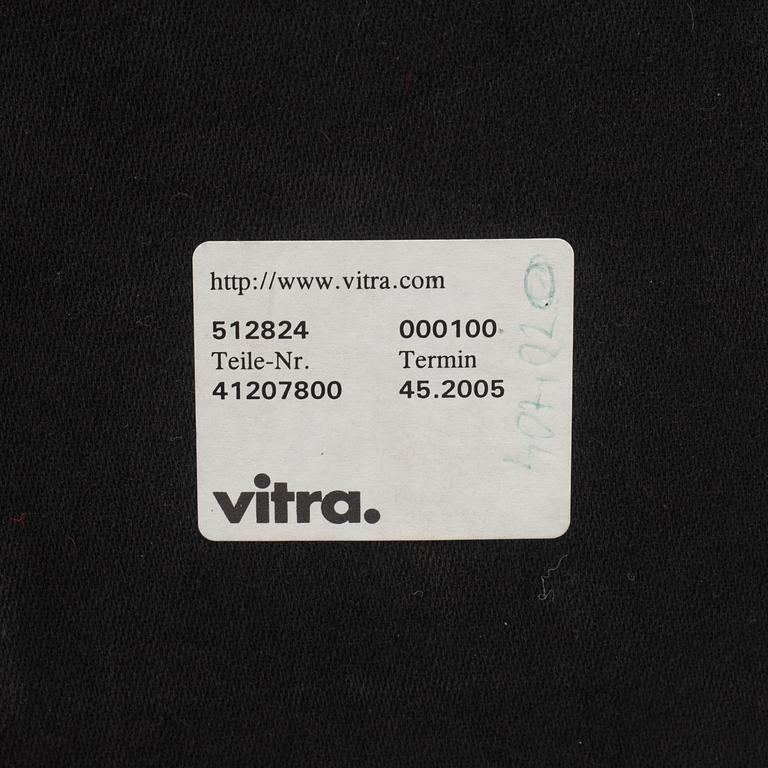 http://www.vitra.com
512824 000100
Teile-Nr. Termin
41207800 45.2005
vitra.